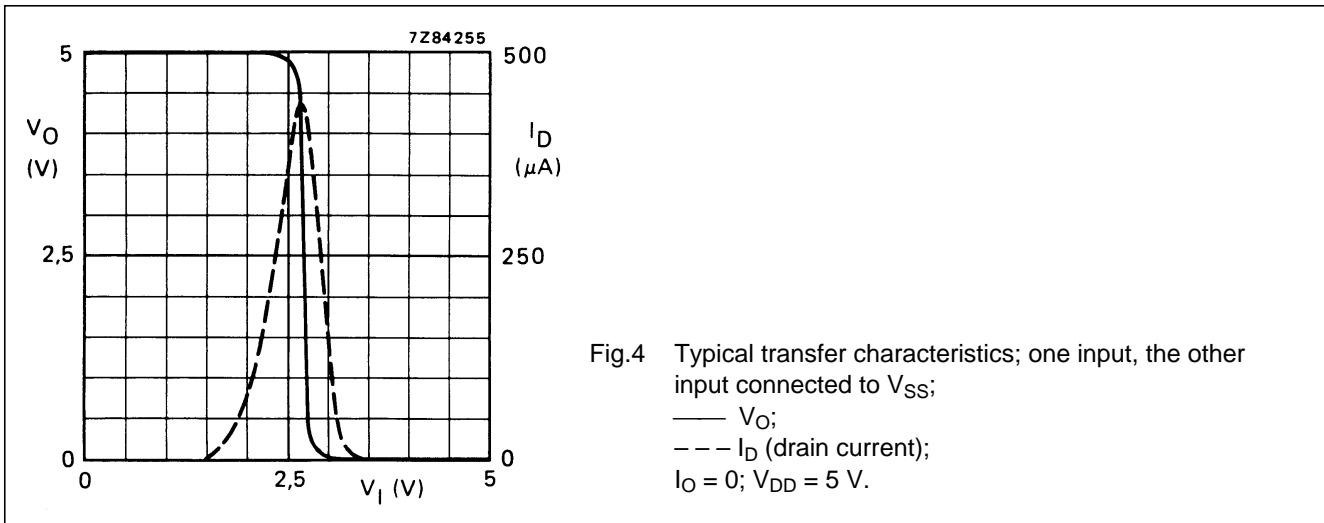 7Z84255
5
500
V_O
(V)
I_D
(μA)
2,5
250
0
0
0
2,5
5
V_I (V)
Fig.4 Typical transfer characteristics; one input, the other
input connected to V_SS;
—— V_O;
– – – I_D (drain current);
I_O = 0; V_DD = 5 V.